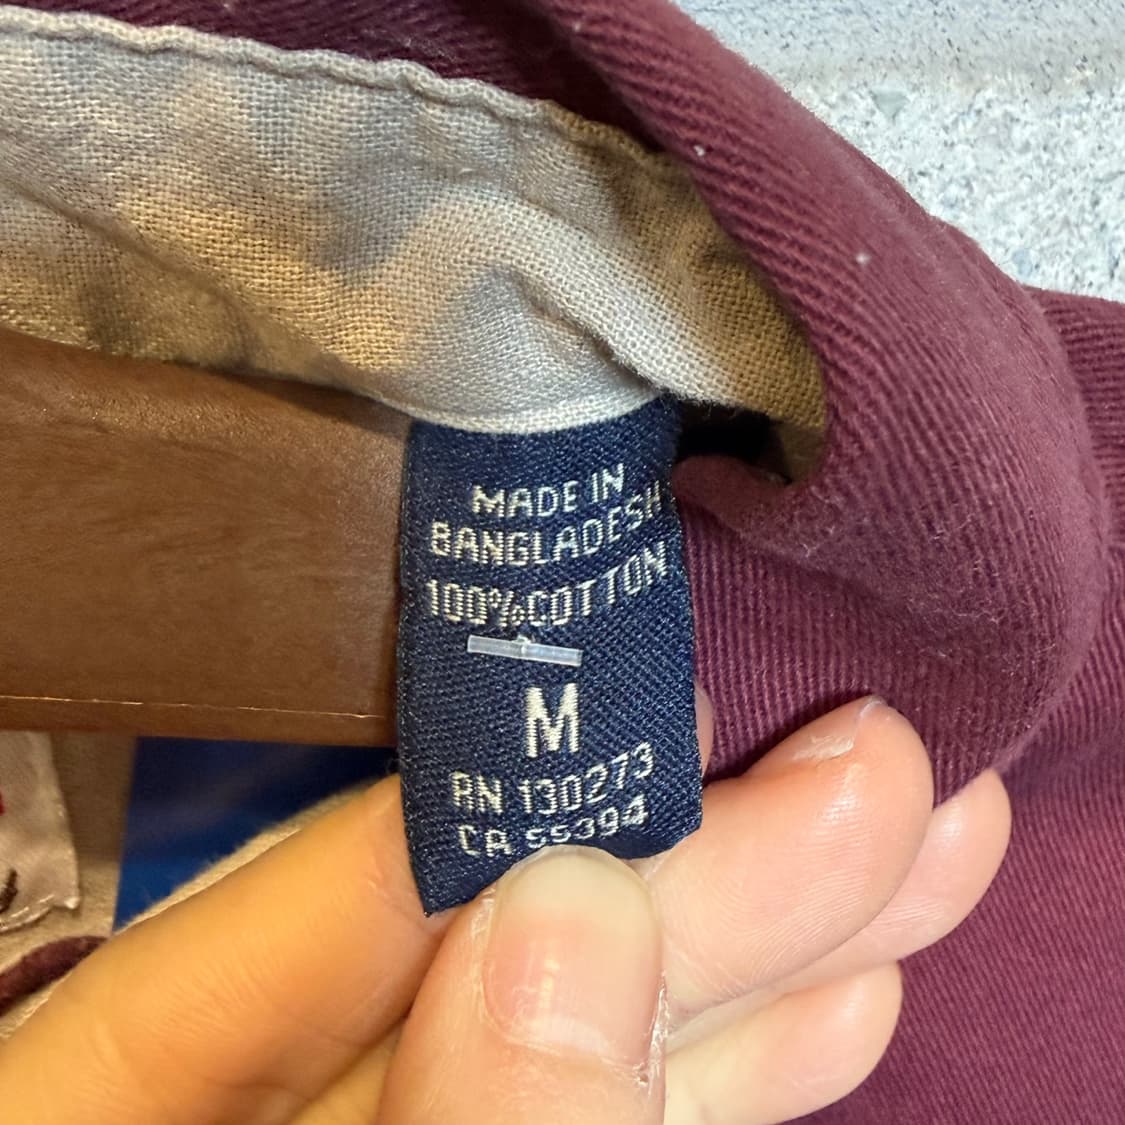 MADE IN
BANGLADESH
100%COTTON
M
RN 130273
CA 55394